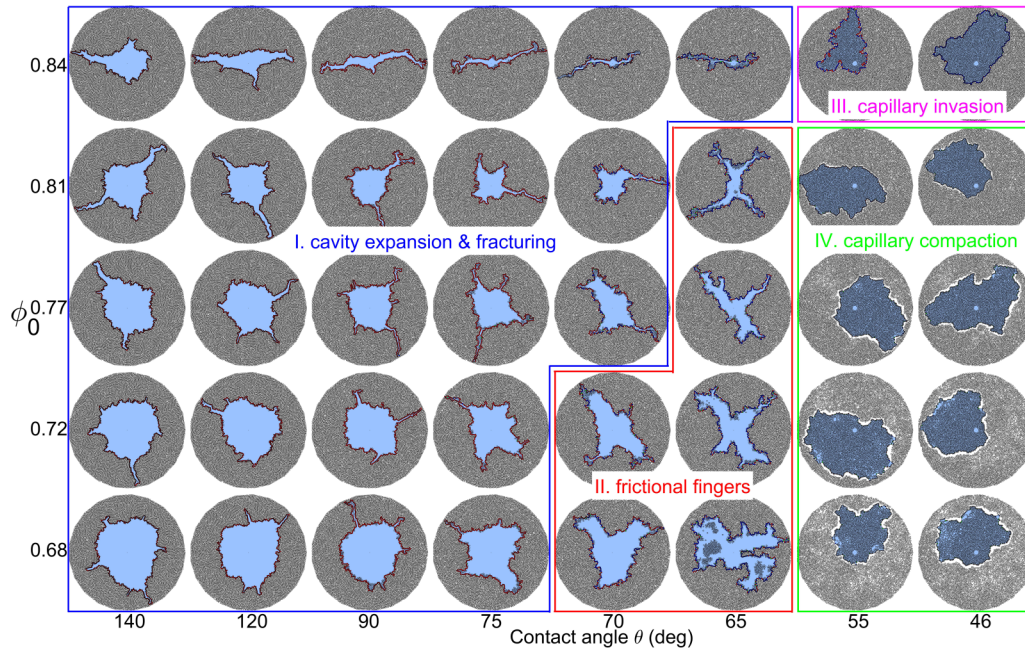 0.84
III. capillary invasion
0.81
I. cavity expansion & fracturing
IV. capillary compaction
ϕ0
0.77
0.72
II. frictional fingers
0.68
140 120 90 75 70 65 55 46
Contact angle θ (deg)